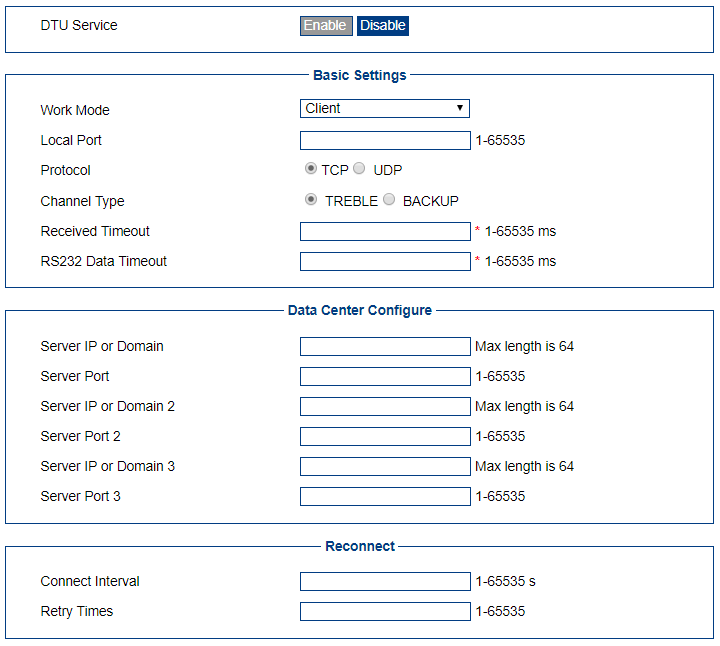 DTU Service Enable Disable
Basic Settings
Work Mode Client
Local Port 1-65535
Protocol TCP UDP
Channel Type TREBLE BACKUP
Received Timeout * 1-65535 ms
RS232 Data Timeout * 1-65535 ms
Data Center Configure
Server IP or Domain Max length is 64
Server Port 1-65535
Server IP or Domain 2 Max length is 64
Server Port 2 1-65535
Server IP or Domain 3 Max length is 64
Server Port 3 1-65535
Reconnect
Connect Interval 1-65535 s
Retry Times 1-65535